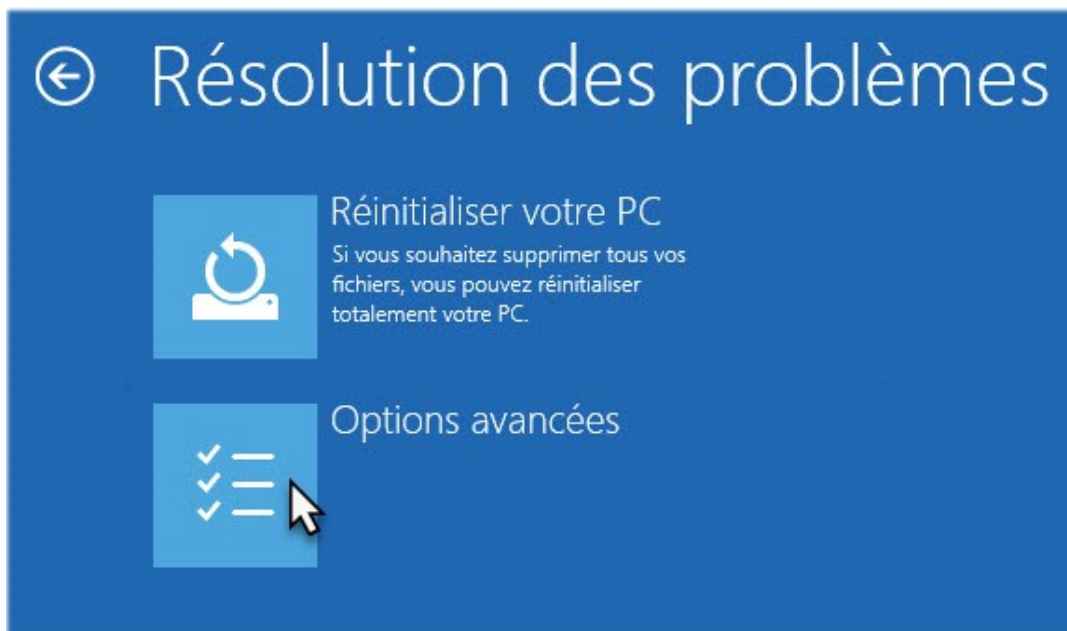 Résolution des problèmes
Réinitialiser votre PC
Si vous souhaitez supprimer tous vos
fichiers, vous pouvez réinitialiser
totalement votre PC.
Options avancées